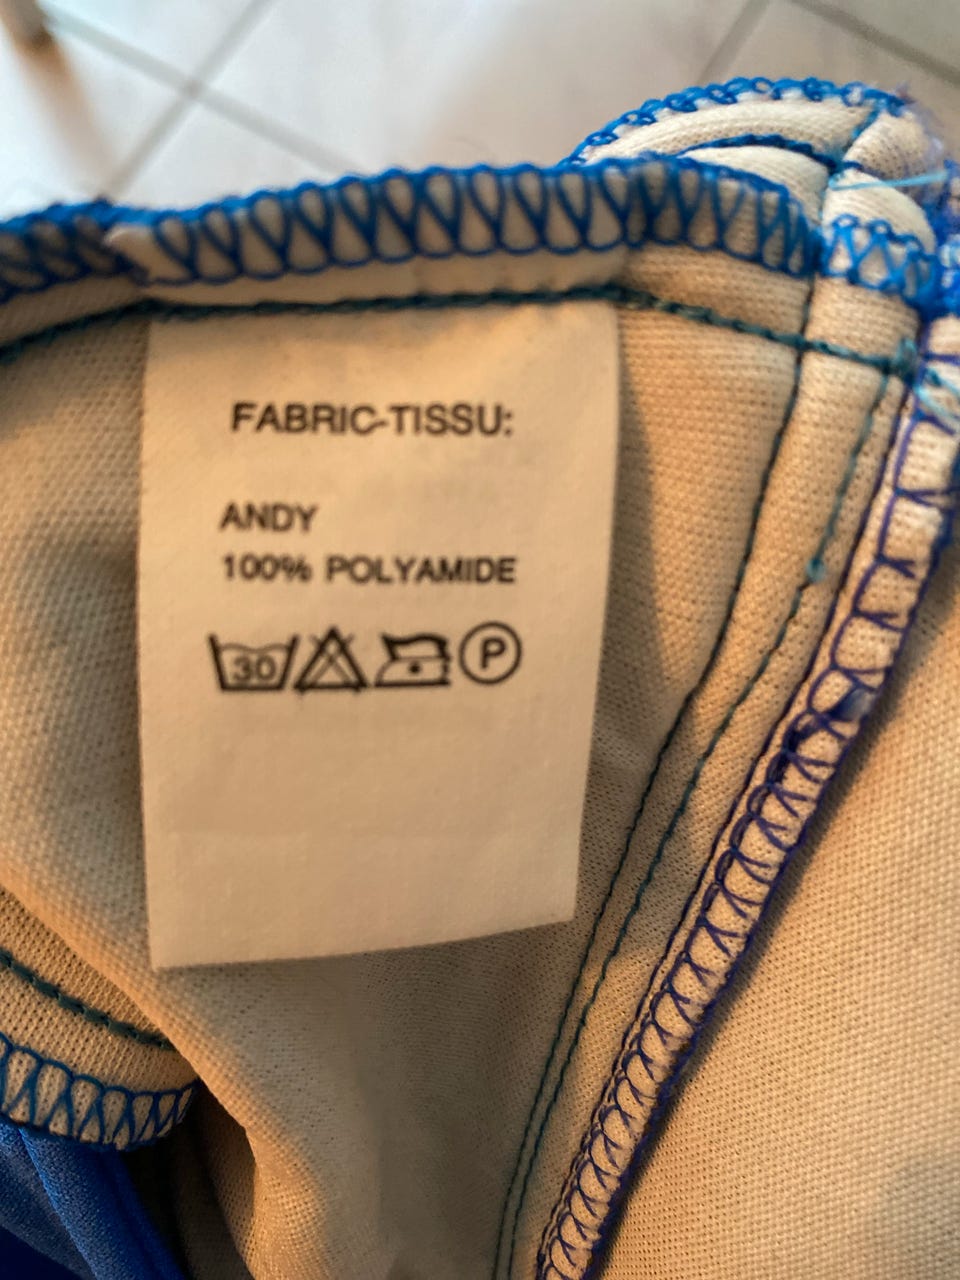 FABRIC-TISSU:
ANDY
100% POLYAMIDE
30 P